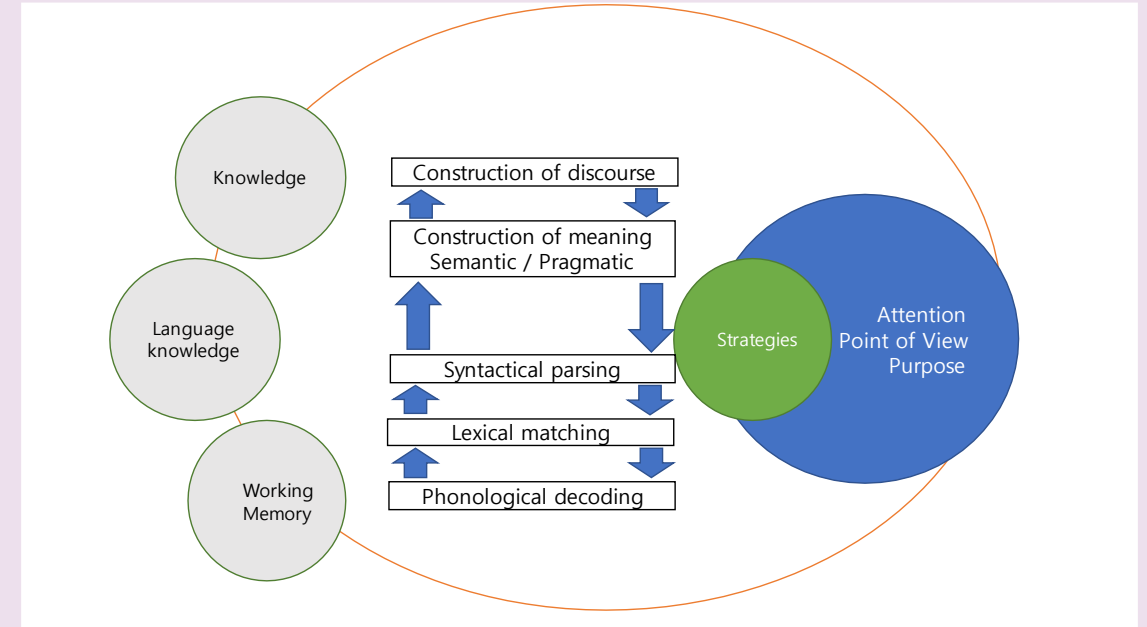 Knowledge
Language
knowledge
Working
Memory
Construction of discourse
Construction of meaning
Semantic / Pragmatic
Syntactical parsing
Lexical matching
Phonological decoding
Strategies
Attention
Point of View
Purpose